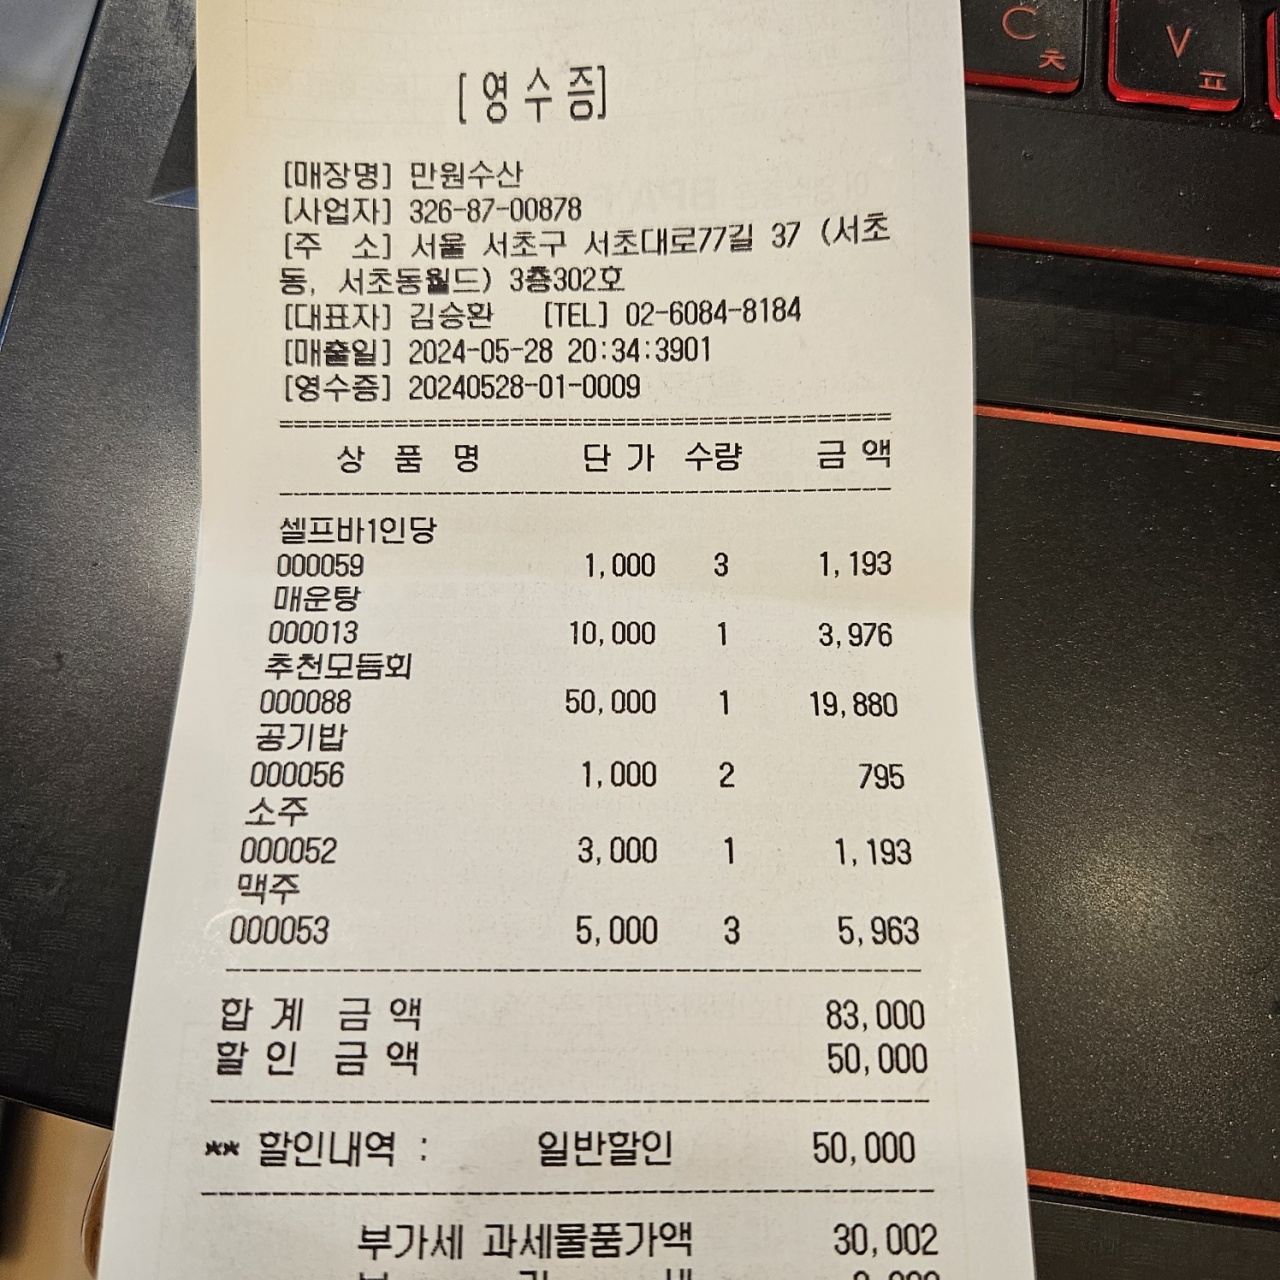 [영수증]
[매장명] 만원수산
[사업자] 326-87-00878
[주 소] 서울 서초구 서초대로77길 37 (서초
동, 서초동월드) 3층302호
[대표자] 김승환 [TEL] 02-6084-8184
[매출일] 2024-05-28 20:34:3901
[영수증] 20240528-01-0009
상 품 명 단 가 수량 금 액
셀프바1인당
000059 1,000 3 1,193
매운탕
000013 10,000 1 3,976
추천모듬회
000088 50,000 1 19,880
공기밥
000056 1,000 2 795
소주
000052 3,000 1 1,193
맥주
000053 5,000 3 5,963
합 계 금 액 83,000
할 인 금 액 50,000
** 할인내역 : 일반할인 50,000
부가세 과세물품가액 30,002
C ㅊ
V ㅍ